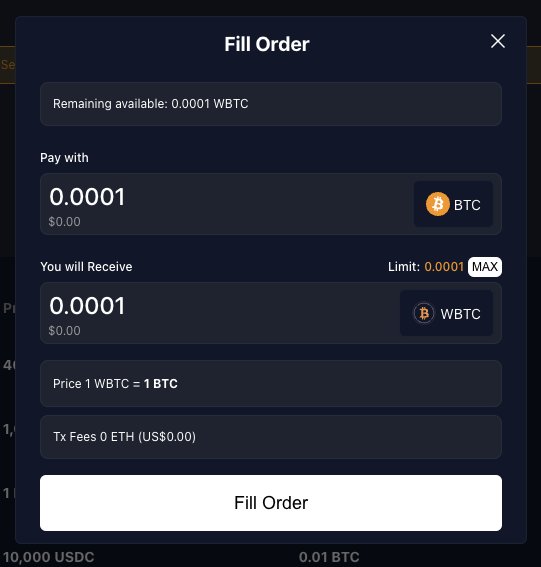 Fill Order
Se
Remaining available: 0.0001 WBTC
Pay with
0.0001
BTC
$0.00
You will Receive
Limit: 0.0001 MAX
0.0001
WBTC
$0.00
Price 1 WBTC = 1 BTC
Tx Fees 0 ETH (US$0.00)
Fill Order
10,000 USDC
0.01 BTC